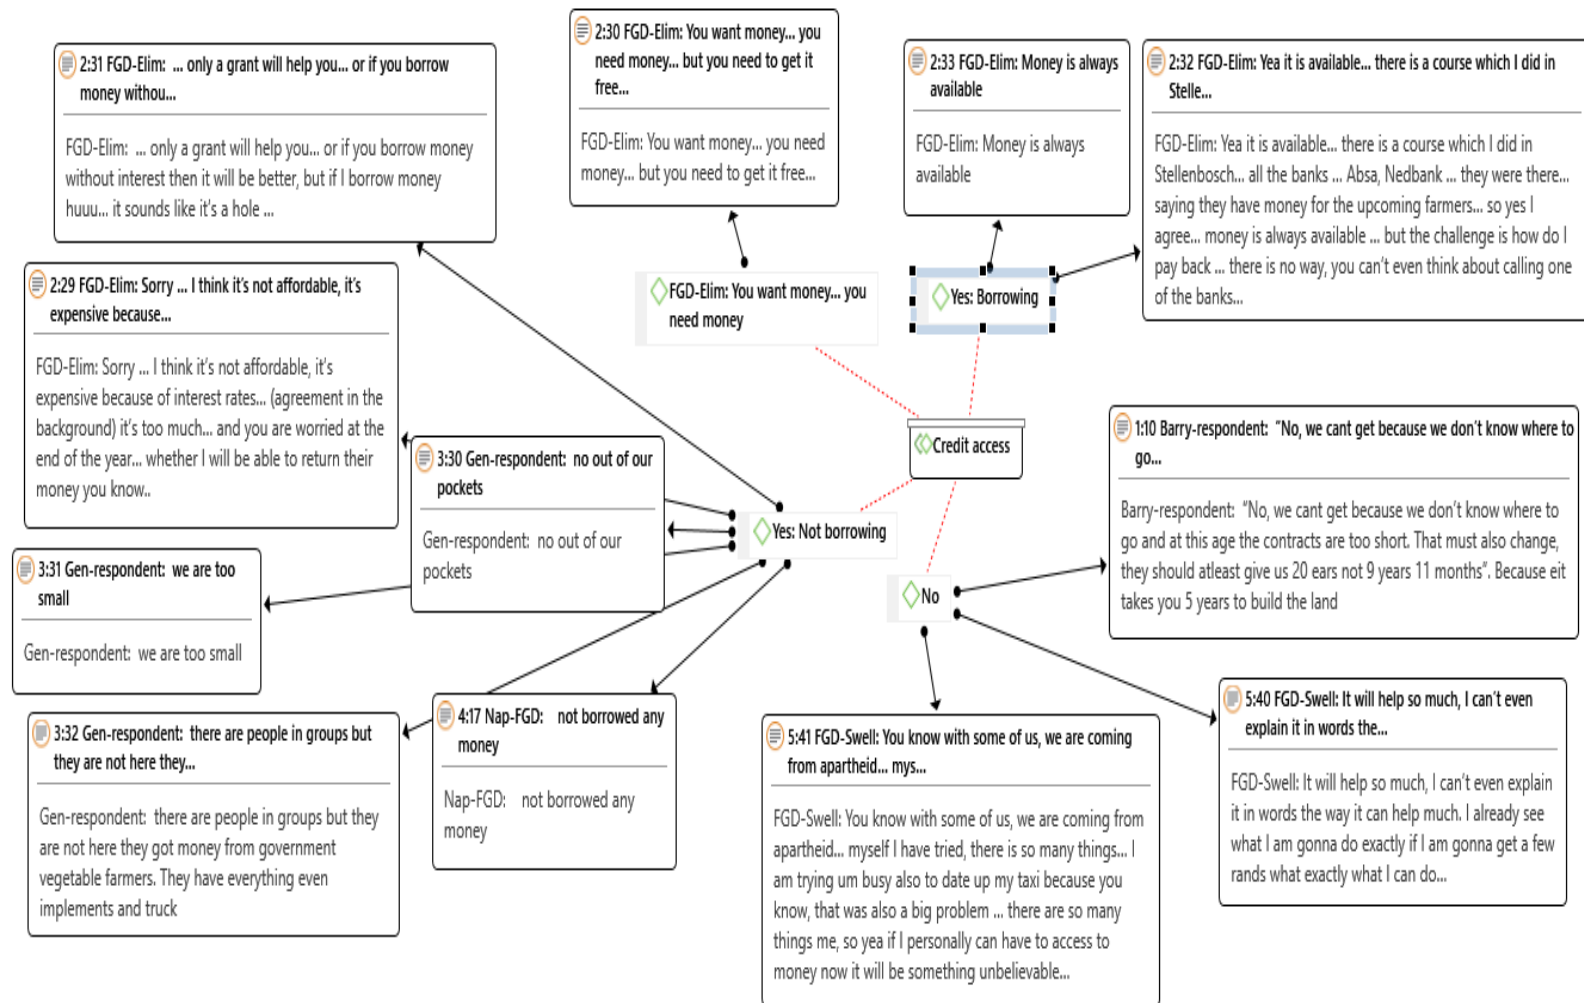 2:31 FGD-Elim:  ... only a grant will help you... or if you borrow
money withou...
FGD-Elim:  ... only a grant will help you... or if you borrow money
without interest then it will be better, but if I borrow money
huuu... it sounds like it's a hole ...
2:30 FGD-Elim: You want money... you
need money... but you need to get it
free...
FGD-Elim: You want money... you need
money... but you need to get it free...
2:33 FGD-Elim: Money is always
available
FGD-Elim: Money is always
available
2:32 FGD-Elim: Yea it is available... there is a course which I did in
Stelle...
FGD-Elim: Yea it is available... there is a course which I did in
Stellenbosch... all the banks ... Absa, Nedbank ... they were there...
saying they have money for the upcoming farmers... so yes I
agree... money is always available ... but the challenge is how do I
pay back ... there is no way, you can't even think about calling one
of the banks...
2:29 FGD-Elim: Sorry ... I think it's not affordable, it's
expensive because...
FGD-Elim: Sorry ... I think it's not affordable, it's
expensive because of interest rates... (agreement in the
background) it's too much... and you are worried at the
end of the year... whether I will be able to return their
money you know..
FGD-Elim: You want money... you
need money
Yes: Borrowing
Credit access
3:30 Gen-respondent:  no out of our
pockets
Gen-respondent:  no out of our
pockets
Yes: Not borrowing
No
1:10 Barry-respondent:  "No, we cant get because we don't know where to
go...
Barry-respondent:  "No, we cant get because we don't know where to
go and at this age the contracts are too short. That must also change,
they should atleast give us 20 ears not 9 years 11 months". Because eit
takes you 5 years to build the land
3:31 Gen-respondent:  we are too
small
Gen-respondent:  we are too small
3:32 Gen-respondent:  there are people in groups but
they are not here they...
Gen-respondent:  there are people in groups but they
are not here they got money from government
vegetable farmers. They have everything even
implements and truck
4:17 Nap-FGD:    not borrowed any
money
Nap-FGD:    not borrowed any
money
5:41 FGD-Swell: You know with some of us, we are coming
from apartheid... mys...
FGD-Swell: You know with some of us, we are coming from
apartheid... myself I have tried, there is so many things... I
am trying um busy also to date up my taxi because you
know, that was also a big problem ... there are so many
things me, so yea if I personally can have to access to
money now it will be something unbelievable...
5:40 FGD-Swell: It will help so much, I can't even
explain it in words the...
FGD-Swell: It will help so much, I can't even explain
it in words the way it can help much. I already see
what I am gonna do exactly if I am gonna get a few
rands what exactly what I can do...